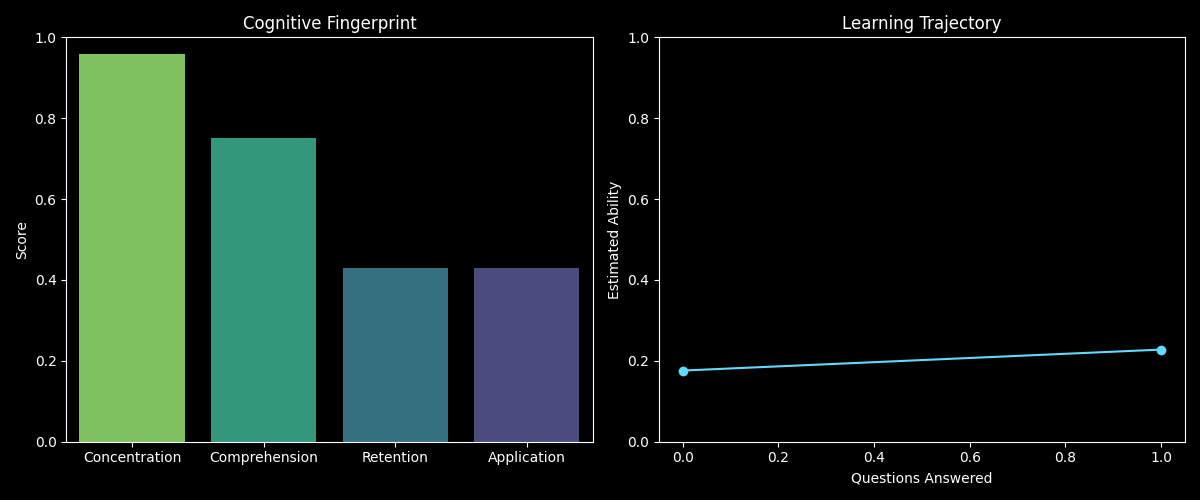 Cognitive Fingerprint
Score
1.0
0.8
0.6
0.4
0.2
0.0
Concentration
Comprehension
Retention
Application
Learning Trajectory
Estimated Ability
1.0
0.8
0.6
0.4
0.2
0.0
0.0
0.2
0.4
0.6
0.8
1.0
Questions Answered